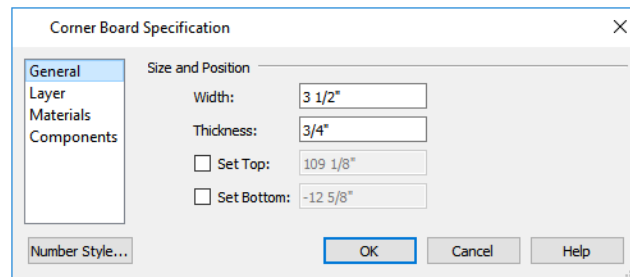 Corner Board Specification
General
Layer
Materials
Components
Size and Position
Width: 3 1/2"
Thickness: 3/4"
Set Top: 109 1/8"
Set Bottom: -12 5/8"
Number Style... OK Cancel Help